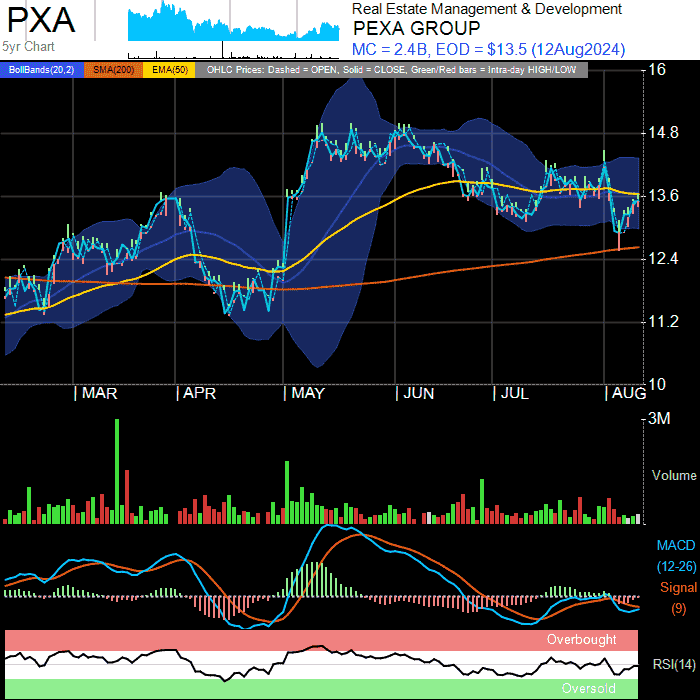 PXA
5yr Chart
Real Estate Management & Development
PEXA GROUP
MC = 2.4B, EOD = $13.5 (12Aug2024)
BollBands(20,2) SMA(200) EMA(50) OHLC Prices: Dashed = OPEN, Solid = CLOSE, Green/Red bars = Intra-day HIGH/LOW
16
14.8
13.6
12.4
11.2
10
| MAR | APR | MAY | JUN | JUL | AUG
3M
Volume
MACD
(12-26)
Signal
(9)
Overbought
RSI(14)
Oversold